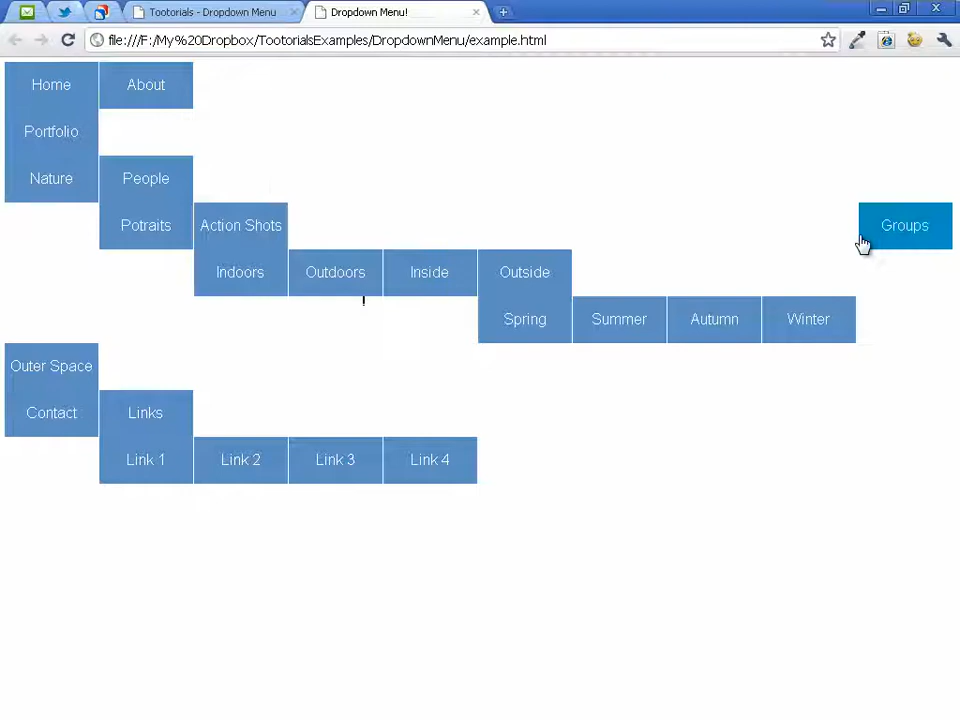 Tootorials - Dropdown Menu
Dropdown Menu!
file:///F:/My%20Dropbox/TootorialsExamples/DropdownMenu/example.html
Home About
Portfolio
Nature People
Potraits Action Shots Groups
Indoors Outdoors Inside Outside
Spring Summer Autumn Winter
Outer Space
Contact Links
Link 1 Link 2 Link 3 Link 4